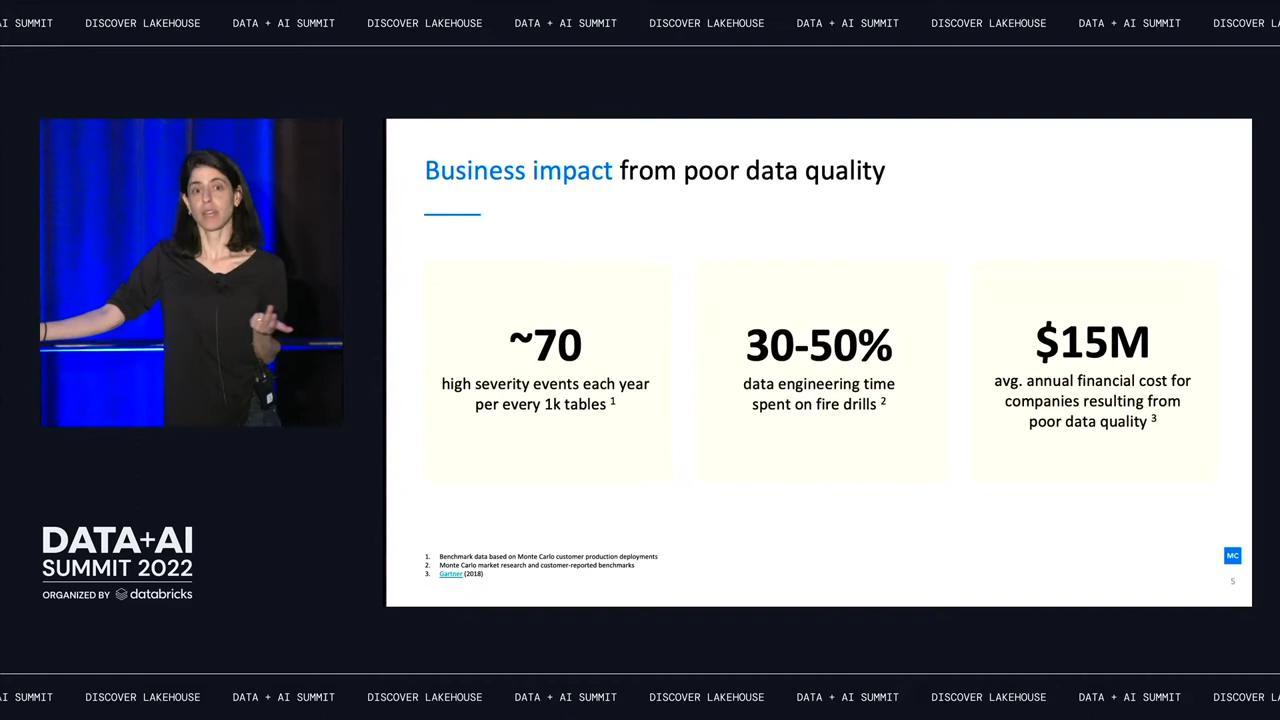 AI SUMMIT DISCOVER LAKEHOUSE DATA + AI SUMMIT DISCOVER LAKEHOUSE DATA + AI SUMMIT DISCOVER LAKEHOUSE DATA + AI SUMMIT DISCOVER LAKEHOUSE DATA + AI SUMMIT DISCOVER
Business impact from poor data quality
~70
high severity events each year
per every 1k tables 1
30-50%
data engineering time
spent on fire drills 2
$15M
avg. annual financial cost for
companies resulting from
poor data quality 3
1. Benchmark data based on Monte Carlo customer production deployments
2. Monte Carlo market research and customer-reported benchmarks
3. Gartner (2018)
MC
5
DATA+AI
SUMMIT 2022
ORGANIZED BY databricks
AI SUMMIT DISCOVER LAKEHOUSE DATA + AI SUMMIT DISCOVER LAKEHOUSE DATA + AI SUMMIT DISCOVER LAKEHOUSE DATA + AI SUMMIT DISCOVER LAKEHOUSE DATA + AI SUMMIT DISCOVER